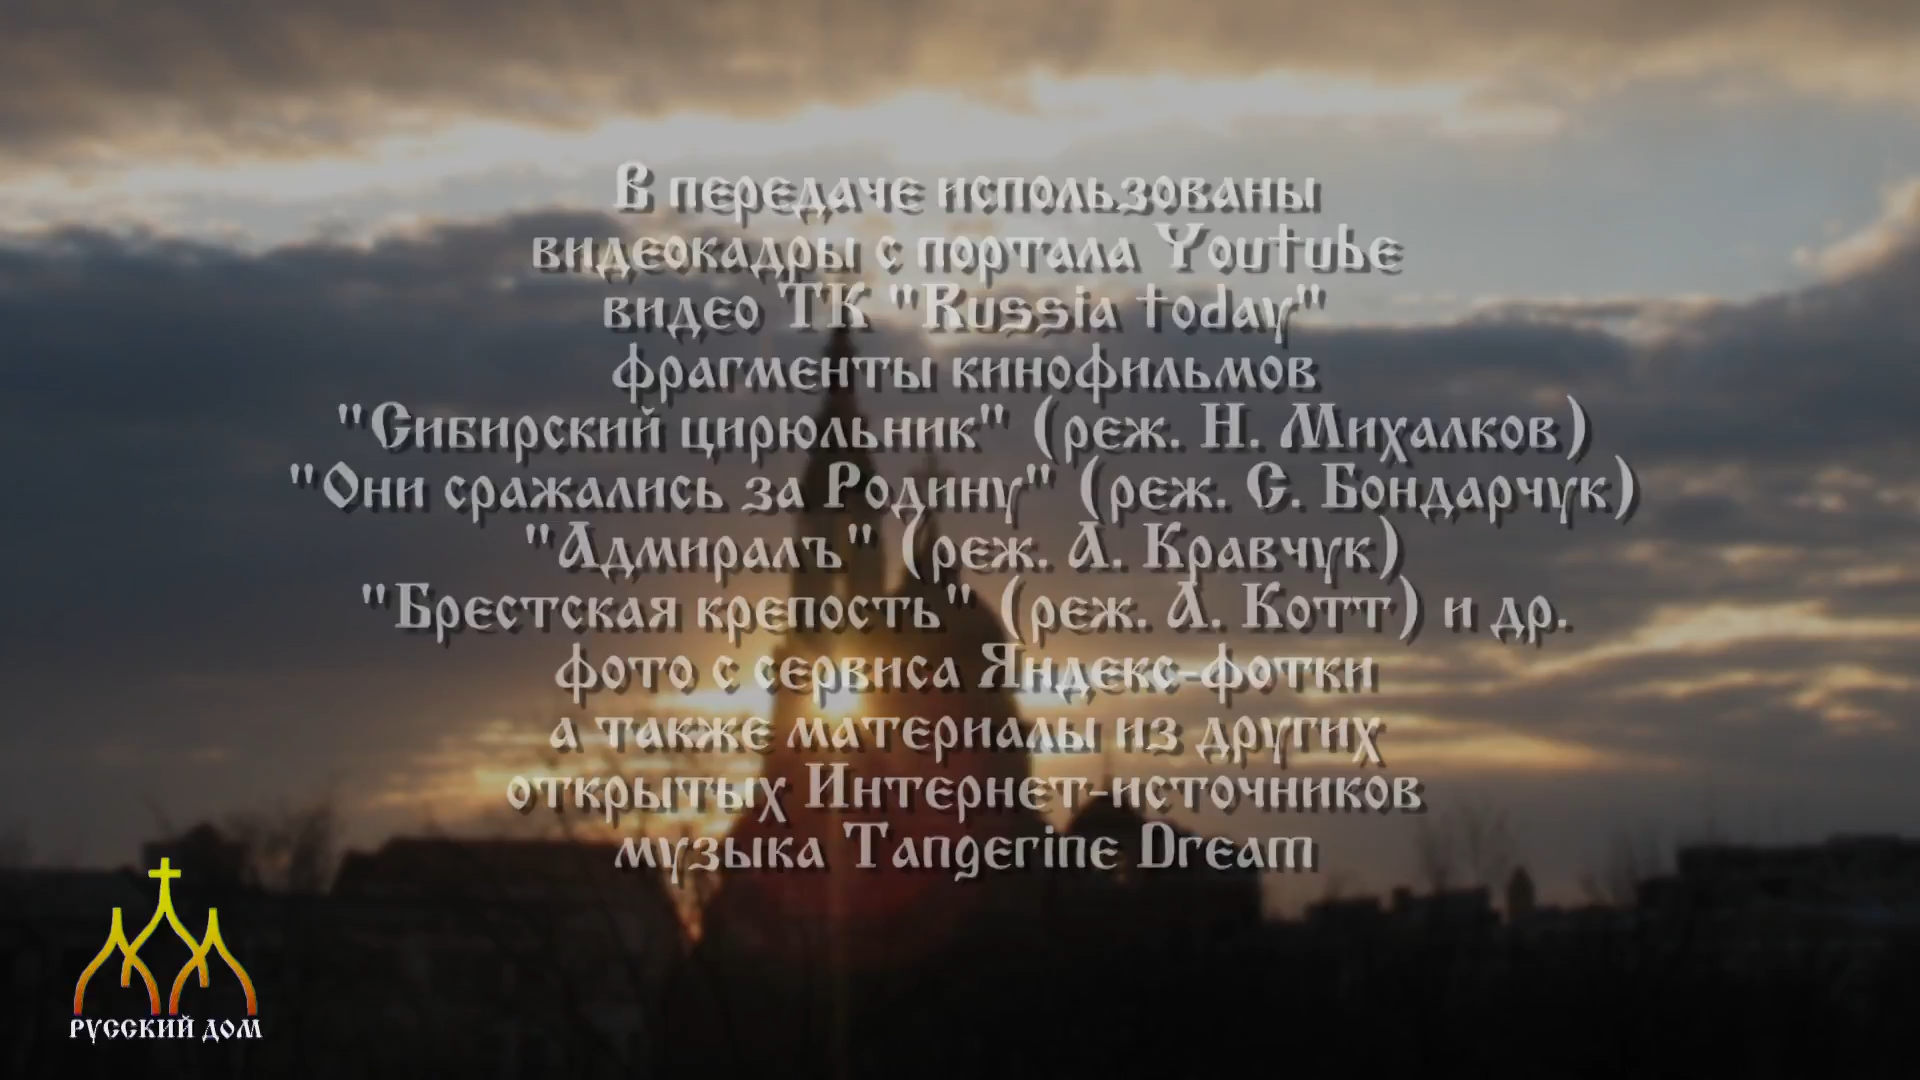 В передаче использованы
видеокадры с портала Youtube
видео ТК "Russia today"
фрагменты кинофильмов
"Сибирский цирюльник" (реж. Н. Михалков)
"Они сражались за Родину" (реж. С. Бондарчук)
"Адмиралъ" (реж. А. Кравчук)
"Брестская крепость" (реж. А. Котт) и др.
фото с сервиса Яндекс-фотки
а также материалы из других
открытых Интернет-источников
музыка Tangerine Dream
РУССКИЙ ДОМ